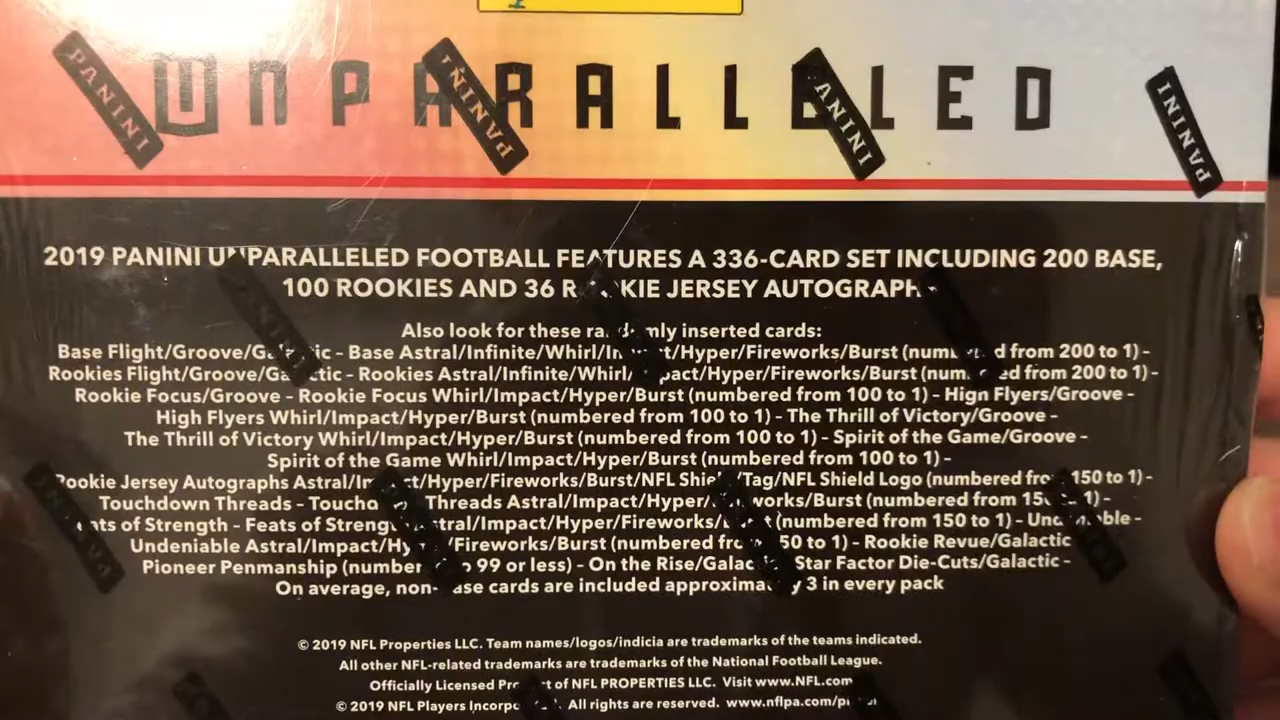 UNPARALLELED
PANINI PANINI PANINI PANINI
2019 PANINI UNPARALLELED FOOTBALL FEATURES A 336-CARD SET INCLUDING 200 BASE,
100 ROOKIES AND 36 ROOKIE JERSEY AUTOGRAPH
Also look for these randomly inserted cards:
Base Flight/Groove/Galactic – Base Astral/Infinite/Whirl/Impact/Hyper/Fireworks/Burst (numbered from 200 to 1) –
Rookies Flight/Groove/Galactic – Rookies Astral/Infinite/Whirl/Impact/Hyper/Fireworks/Burst (numbered from 200 to 1) –
Rookie Focus/Groove – Rookie Focus Whirl/Impact/Hyper/Burst (numbered from 100 to 1) – Hign Flyers/Groove –
High Flyers Whirl/Impact/Hyper/Burst (numbered from 100 to 1) – The Thrill of Victory/Groove –
The Thrill of Victory Whirl/Impact/Hyper/Burst (numbered from 100 to 1) – Spirit of the Game/Groove –
Spirit of the Game Whirl/Impact/Hyper/Burst (numbered from 100 to 1) –
Rookie Jersey Autographs Astral/Impact/Hyper/Fireworks/Burst/NFL Shield/Tag/NFL Shield Logo (numbered from 150 to 1) –
Touchdown Threads – Touchdown Threads Astral/Impact/Hyper/Fireworks/Burst (numbered from 150 to 1) –
Feats of Strength – Feats of Strength Astral/Impact/Hyper/Fireworks/Burst (numbered from 150 to 1) – Undeniable –
Undeniable Astral/Impact/Hyper/Fireworks/Burst (numbered from 150 to 1) – Rookie Revue/Galactic
Pioneer Penmanship (numbered to 99 or less) – On the Rise/Galactic Star Factor Die-Cuts/Galactic –
On average, non-base cards are included approximately 3 in every pack
© 2019 NFL Properties LLC. Team names/logos/indicia are trademarks of the teams indicated.
All other NFL-related trademarks are trademarks of the National Football League.
Officially Licensed Product of NFL PROPERTIES LLC. Visit www.NFL.com
© 2019 NFL Players Incorporated. All rights are reserved. www.nflpa.com/